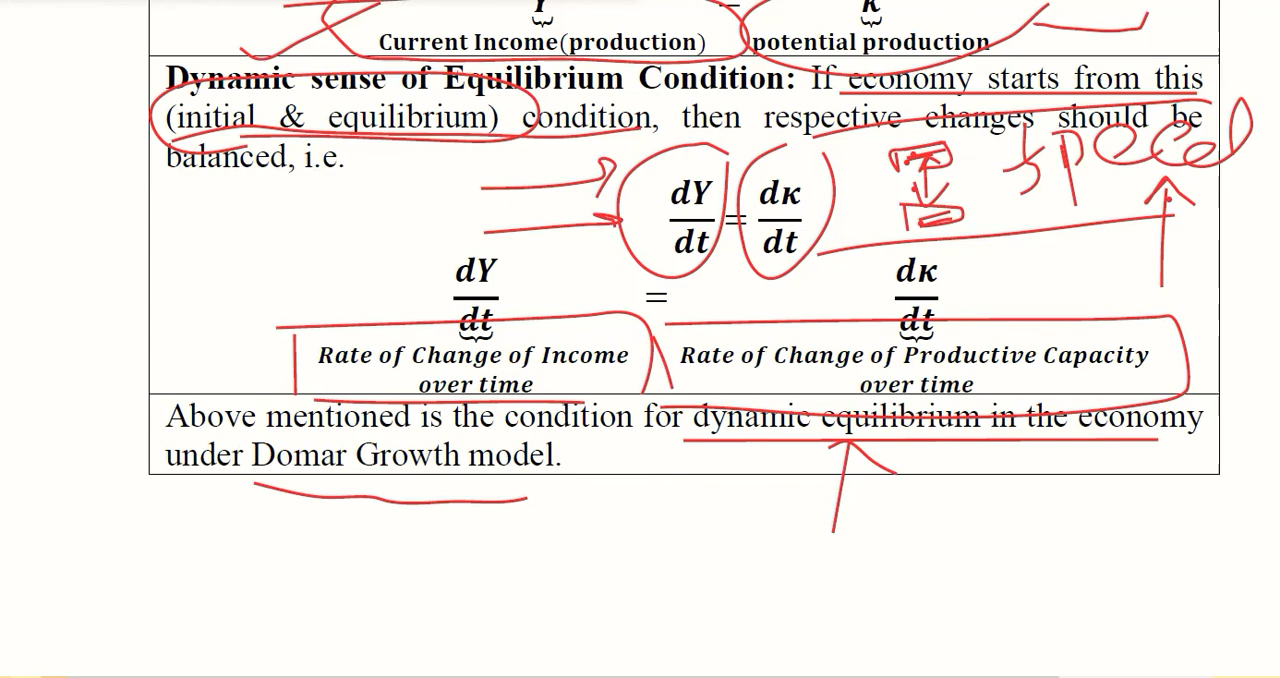 Y = κ
Current Income(production) potential production
Dynamic sense of Equilibrium Condition: If economy starts from this
(initial & equilibrium) condition, then respective changes should be
balanced, i.e.
dY/dt = dκ/dt
dY/dt = dκ/dt
Rate of Change of Income Rate of Change of Productive Capacity
over time over time
Above mentioned is the condition for dynamic equilibrium in the economy
under Domar Growth model.